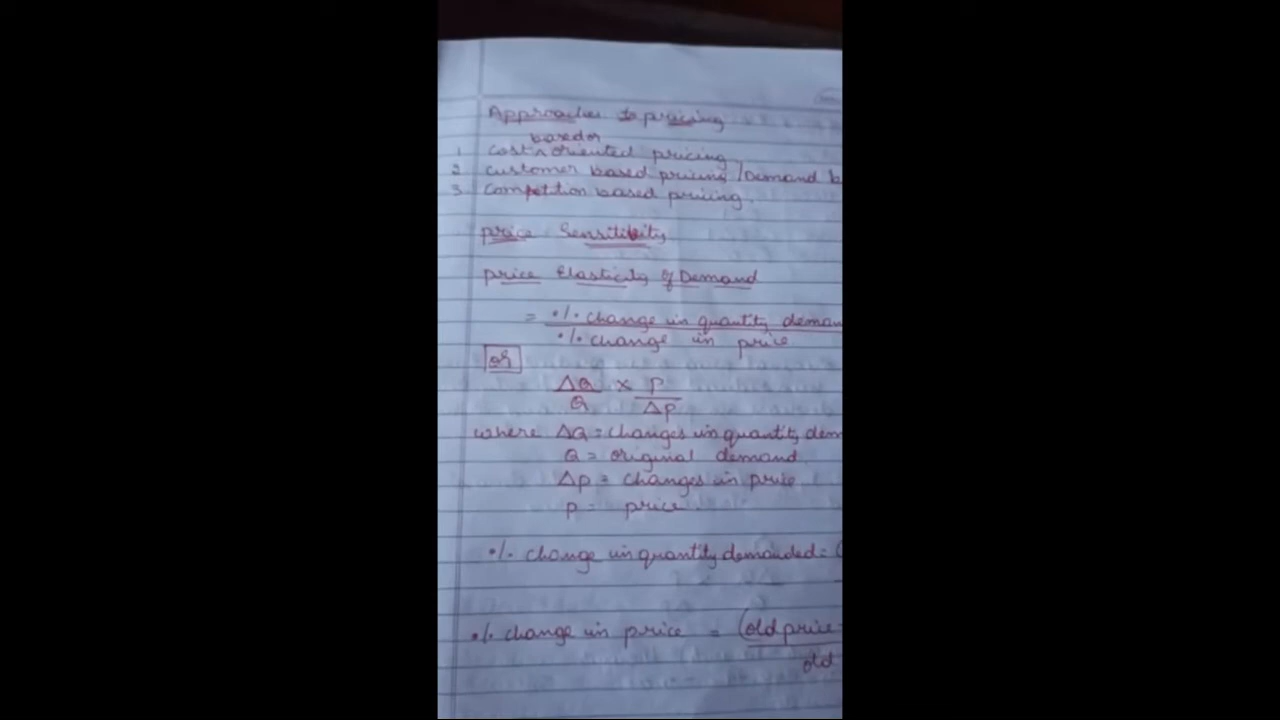 Approaches to pricing
based on
1 cost oriented pricing
2 customer based pricing / Demand b
3 competition based pricing.
price Sensitivity
price Elasticity of Demand
= % change in quantity deman
% change in price
or
ΔQ × P
Q ΔP
where ΔQ = changes in quantity dem
Q = original demand
ΔP = changes in price
P = price
% change in quantity demanded = (
% change in price = (old price -
old